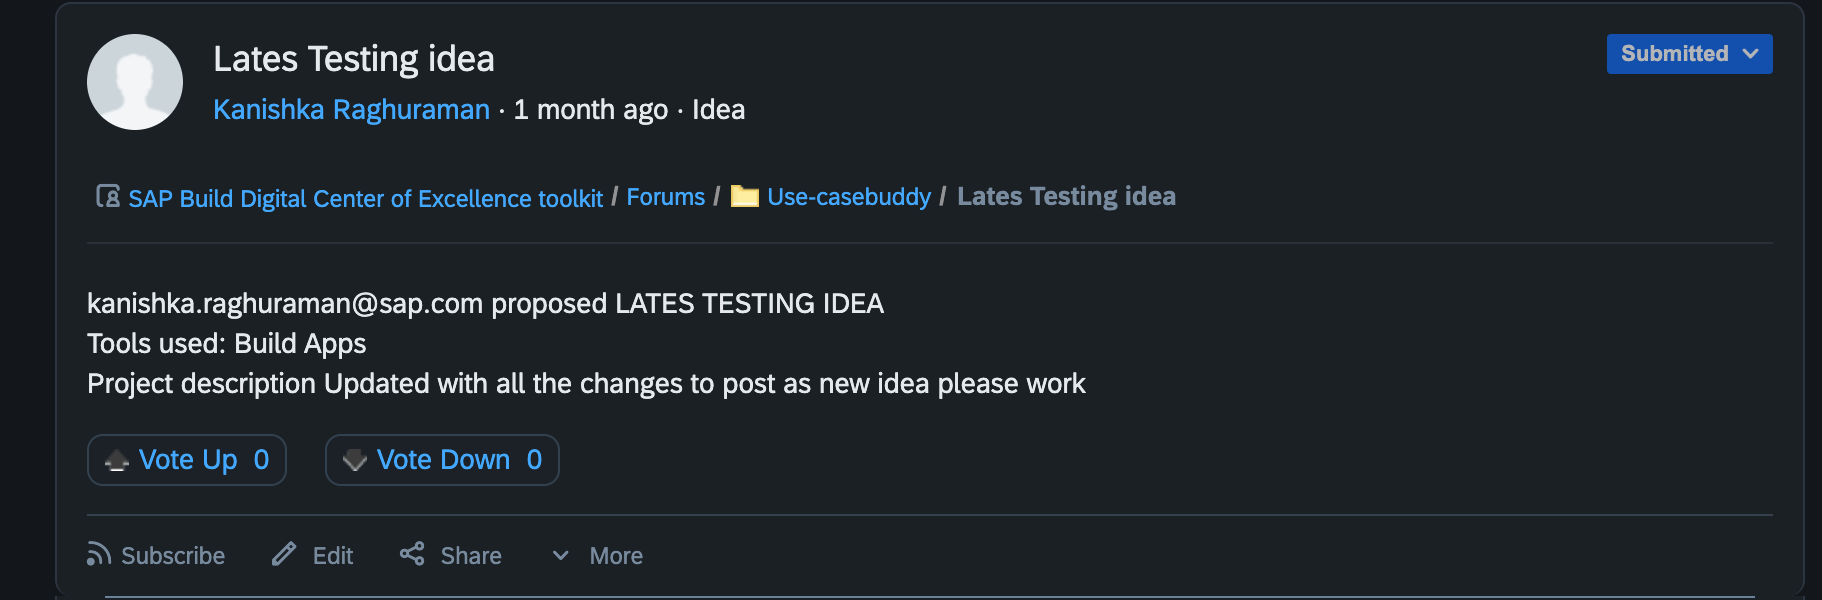 Lates Testing idea
Submitted
Kanishka Raghuraman · 1 month ago · Idea
SAP Build Digital Center of Excellence toolkit / Forums / Use-casebuddy / Lates Testing idea
kanishka.raghuraman@sap.com proposed LATES TESTING IDEA
Tools used: Build Apps
Project description Updated with all the changes to post as new idea please work
Vote Up 0 Vote Down 0
Subscribe Edit Share More